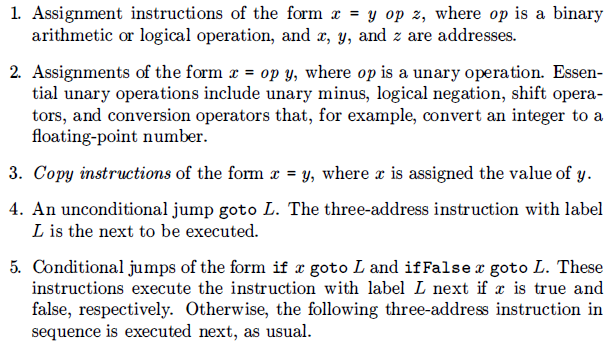 1. Assignment instructions of the form x = y op z, where op is a binary
arithmetic or logical operation, and x, y, and z are addresses.
2. Assignments of the form x = op y, where op is a unary operation. Essen-
tial unary operations include unary minus, logical negation, shift opera-
tors, and conversion operators that, for example, convert an integer to a
floating-point number.
3. Copy instructions of the form x = y, where x is assigned the value of y.
4. An unconditional jump goto L. The three-address instruction with label
L is the next to be executed.
5. Conditional jumps of the form if x goto L and ifFalse x goto L. These
instructions execute the instruction with label L next if x is true and
false, respectively. Otherwise, the following three-address instruction in
sequence is executed next, as usual.